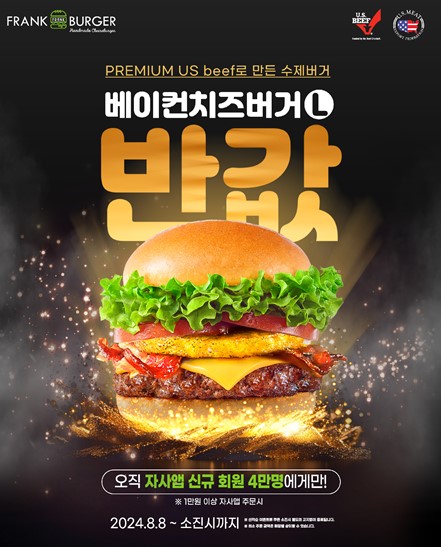 FRANK BURGER
Handmade Cheeseburger
U.S. BEEF
U.S. MEAT
PREMIUM US beef로 만든 수제버거
베이컨치즈버거 L
반값
오직 자사앱 신규 회원 4만명에게만!
※ 1만원 이상 자사앱 주문시
2024.8.8 ~ 소진시까지